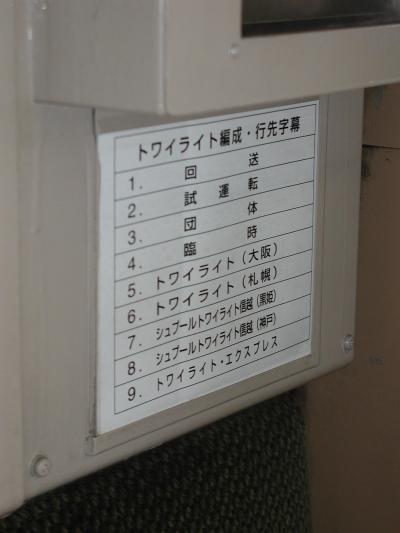 トワイライト編成・行先字幕
1. 回送
2. 試運転
3. 団体
4. 臨時
5. トワイライト(大阪)
6. トワイライト(札幌)
7. シュプールトワイライト信越(黒姫)
8. シュプールトワイライト信越(神戸)
9. トワイライト・エクスプレス